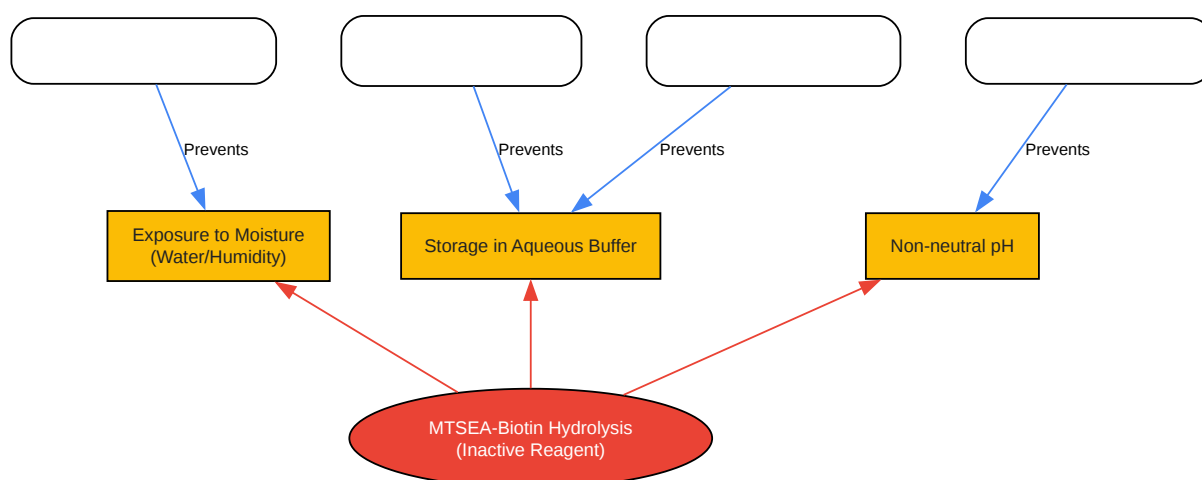 Prevents
Prevents
Prevents
Prevents
Exposure to Moisture
(Water/Humidity)
Storage in Aqueous Buffer
Non-neutral pH
MTSEA-Biotin Hydrolysis
(Inactive Reagent)